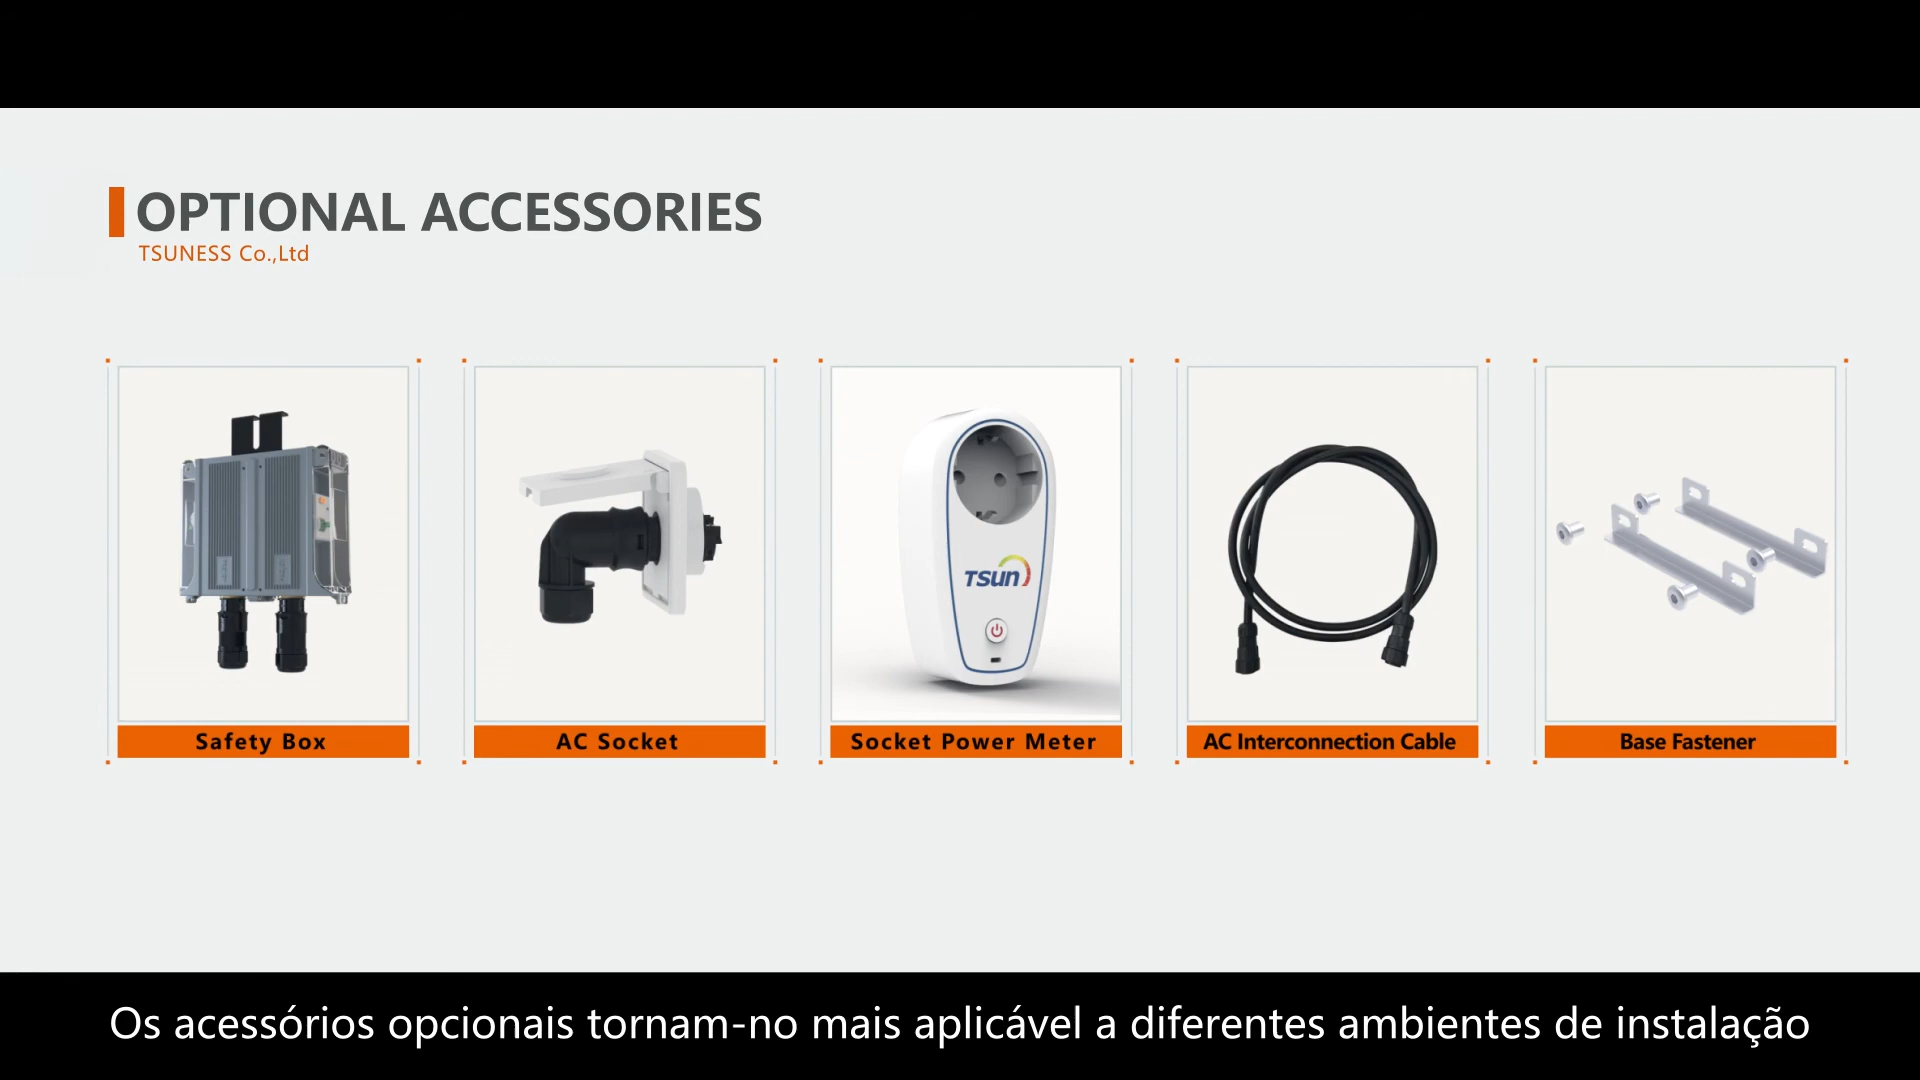 OPTIONAL ACCESSORIES
TSUNESS Co.,Ltd
TSUN
Safety Box
AC Socket
Socket Power Meter
AC Interconnection Cable
Base Fastener
Os acessórios opcionais tornam-no mais aplicável a diferentes ambientes de instalação